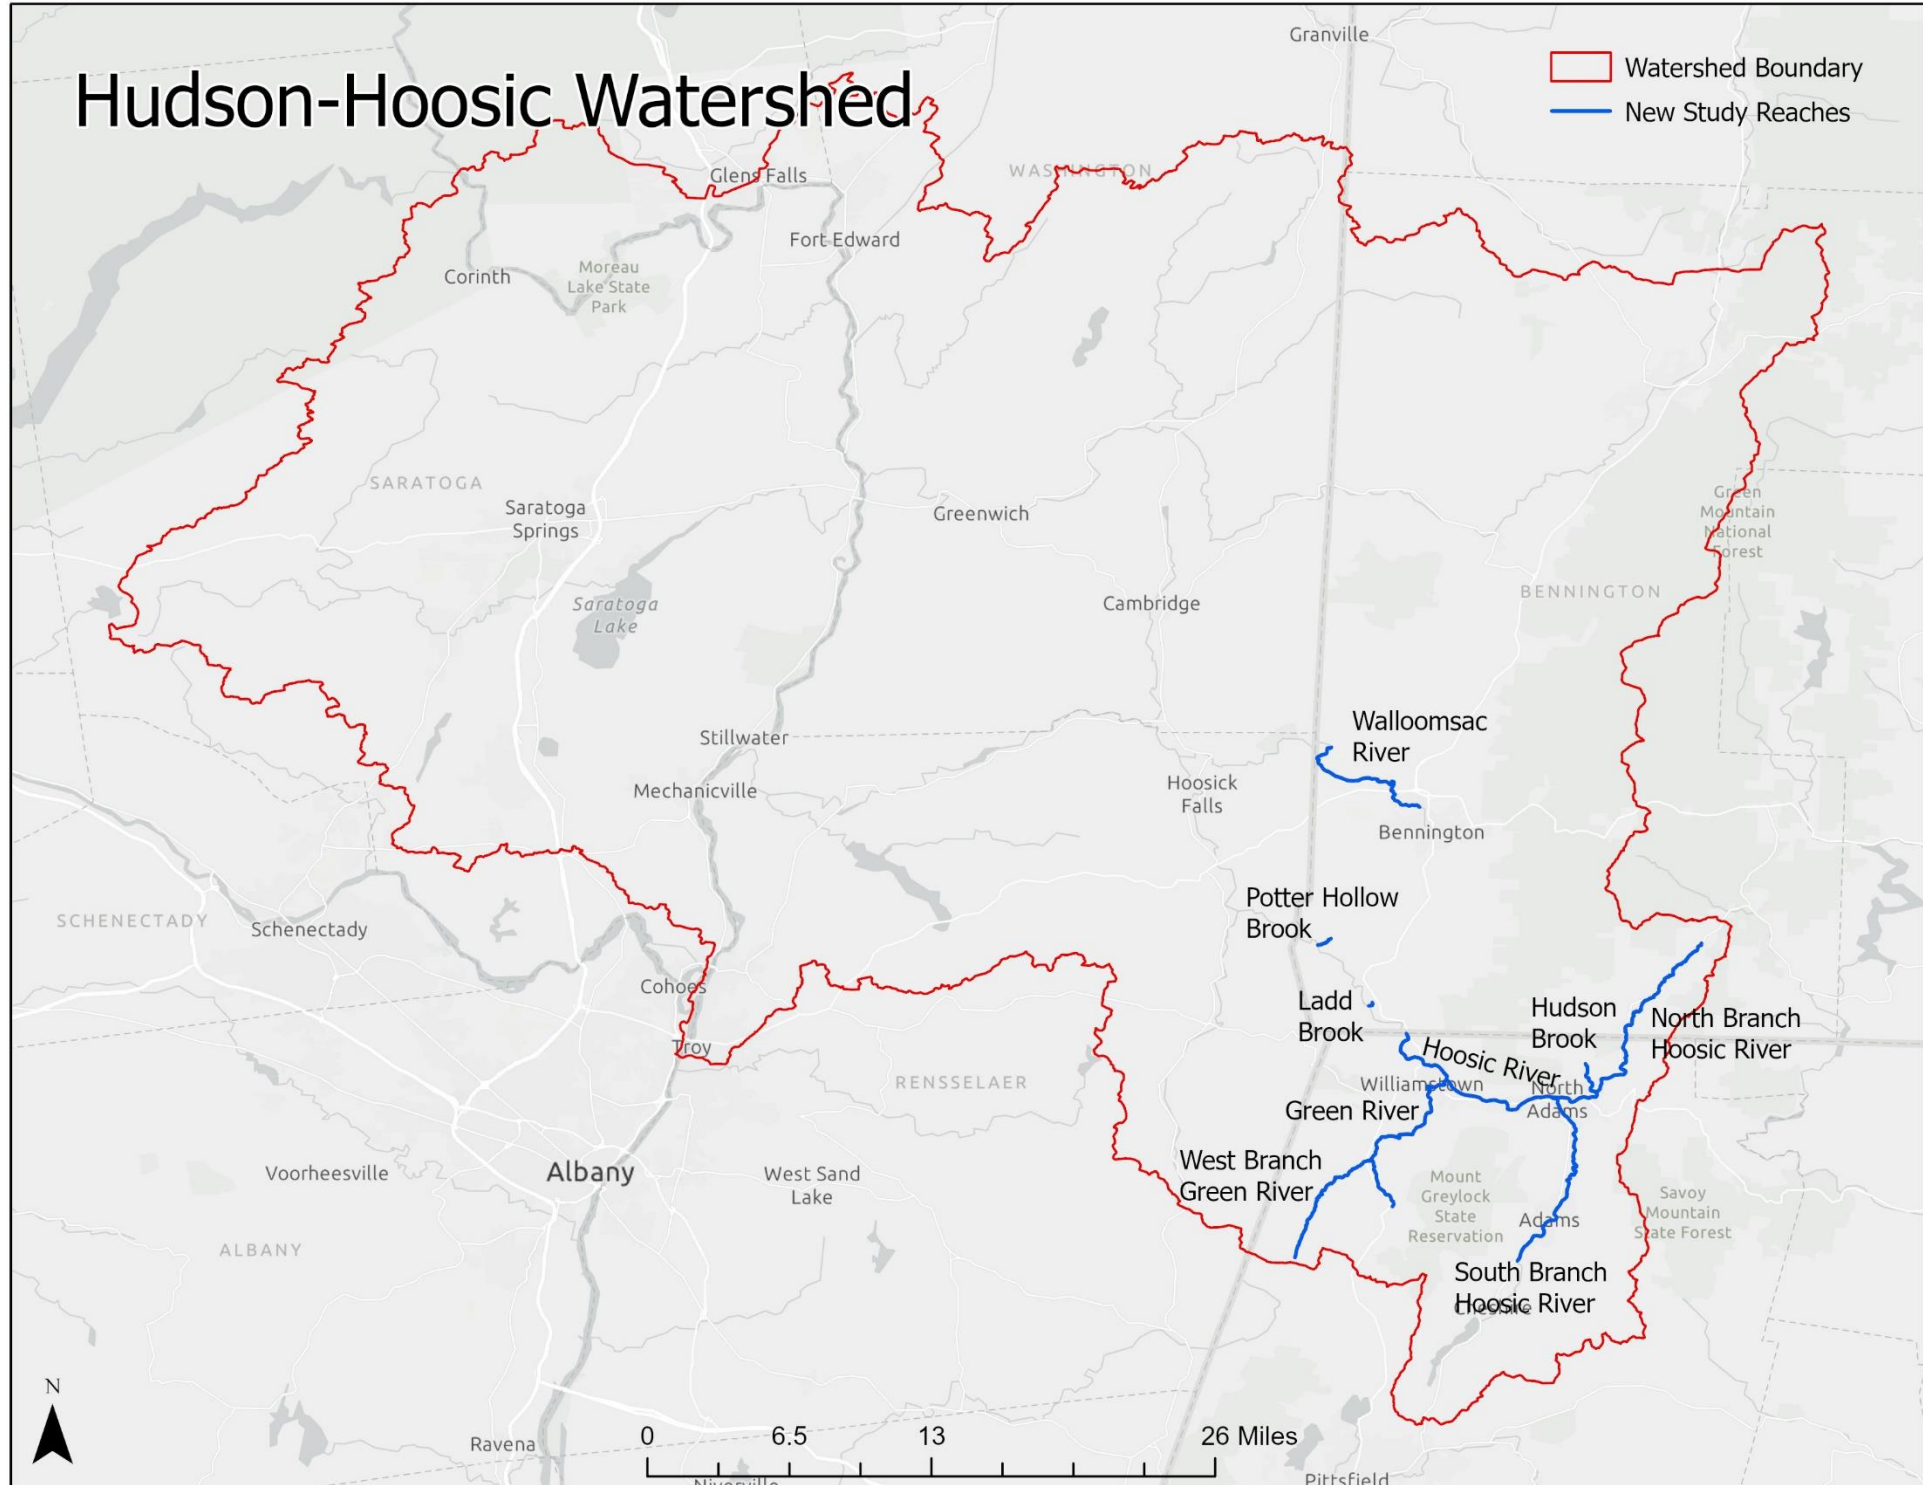 Hudson-Hoosic Watershed
Watershed Boundary
New Study Reaches
Granville
WASHINGTON
Glens Falls
Fort Edward
Corinth
Moreau
Lake State
Park
SARATOGA
Saratoga
Springs
Greenwich
Green
Mountain
National
Forest
BENNINGTON
Saratoga
Lake
Cambridge
Walloomsac
River
Stillwater
Mechanicville
Hoosick
Falls
Bennington
SCHENECTADY
Schenectady
Potter Hollow
Brook
Cohoes
Ladd
Brook
Hudson
Brook
North Branch
Hoosic River
Troy
Hoosic River
RENSSELAER
Williamstown
North
Adams
Green River
Voorheesville
Albany
West Sand
Lake
West Branch
Green River
Mount
Greylock
State
Reservation
Adams
Savoy
Mountain
State Forest
ALBANY
South Branch
Hoosic River
Cheshire
N
Ravena
0 6.5 13 26 Miles
Pittsfield